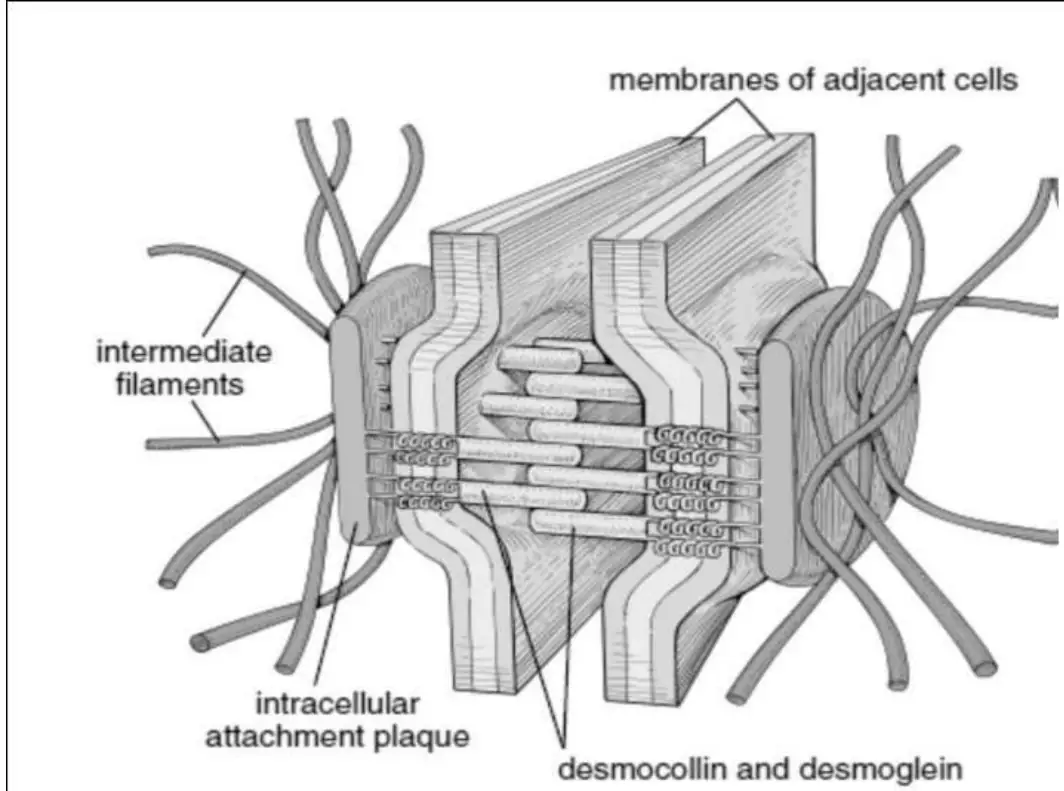 membranes of adjacent cells
intermediate
filaments
intracellular
attachment plaque
desmocollin and desmoglein